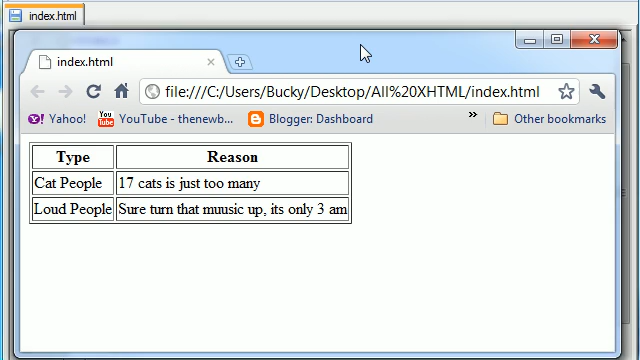 index.html
index.html
file:///C:/Users/Bucky/Desktop/All%20XHTML/index.html
Yahoo! YouTube - thenewb... Blogger: Dashboard » Other bookmarks
Type Reason
Cat People 17 cats is just too many
Loud People Sure turn that muusic up, its only 3 am